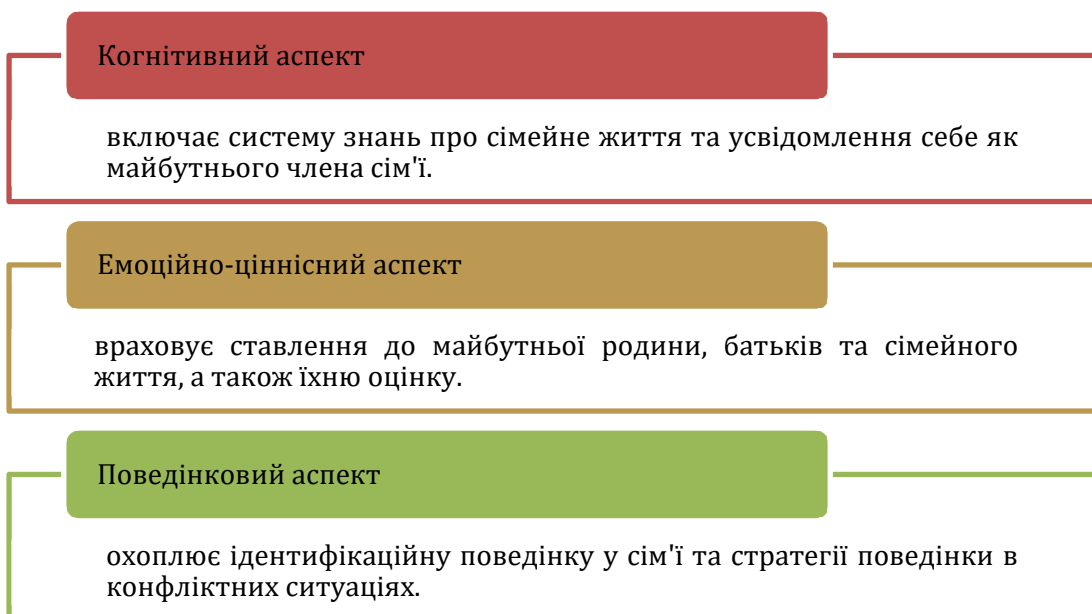 Когнітивний аспект
включає систему знань про сімейне життя та усвідомлення себе як
майбутнього члена сім'ї.
Емоційно-ціннісний аспект
враховує ставлення до майбутньої родини, батьків та сімейного
життя, а також їхню оцінку.
Поведінковий аспект
охоплює ідентифікаційну поведінку у сім'ї та стратегії поведінки в
конфліктних ситуаціях.